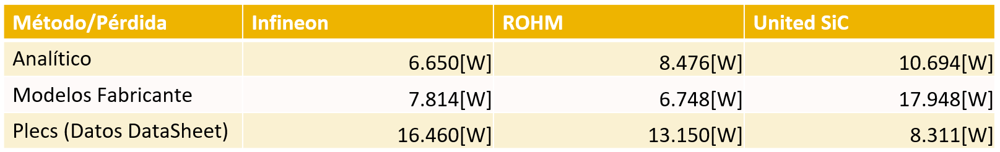 Método/Pérdida Infineon ROHM United SiC
Analítico 6.650[W] 8.476[W] 10.694[W]
Modelos Fabricante 7.814[W] 6.748[W] 17.948[W]
Plecs (Datos DataSheet) 16.460[W] 13.150[W] 8.311[W]